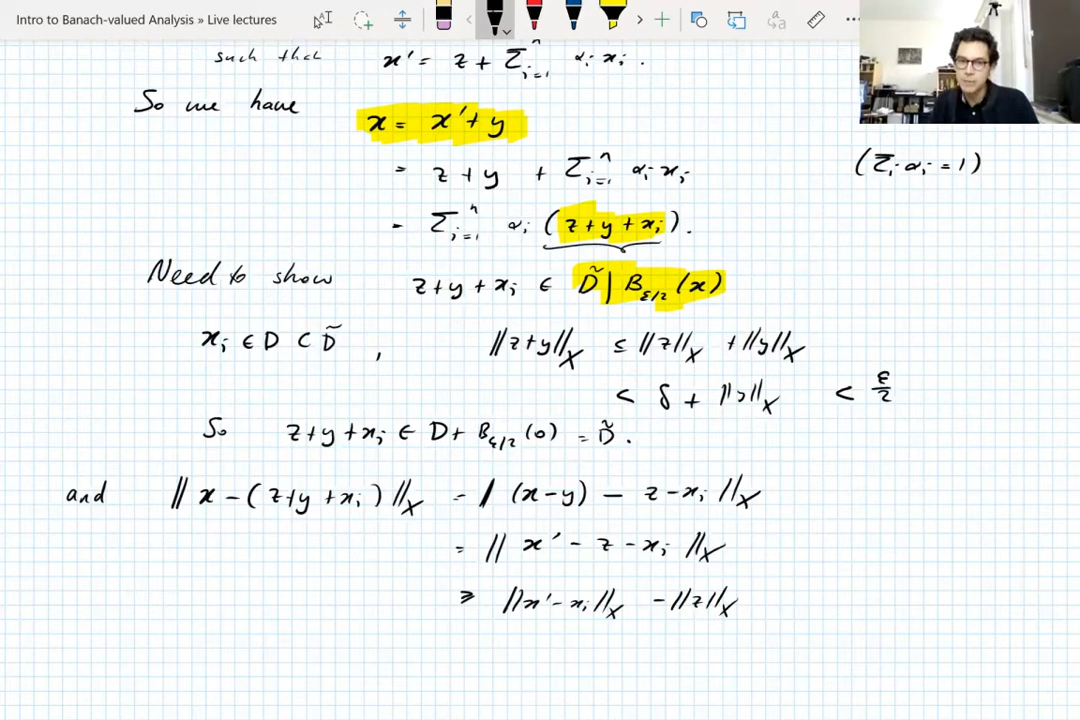 Intro to Banach-valued Analysis » Live lectures
such that x' = z + Σ_{i=1}^n α_i x_i .
So we have x = x' + y
= z + y + Σ_{i=1}^n α_i x_i (Σ_i α_i = 1)
= Σ_{i=1}^n α_i (z + y + x_i).
Need to show z + y + x_i ∈ D̃ | B_{ε/2} (x)
x_i ∈ D ⊂ D̃ , ||z+y||_X ≤ ||z||_X + ||y||_X
< δ + ||y||_X < ε/2
So z+y+x_i ∈ D + B_{ε/2} (0) = D̃ .
and || x - (z+y+x_i) ||_X = || (x-y) - z - x_i ||_X
= || x' - z - x_i ||_X
≥ ||x' - x_i||_X - ||z||_X